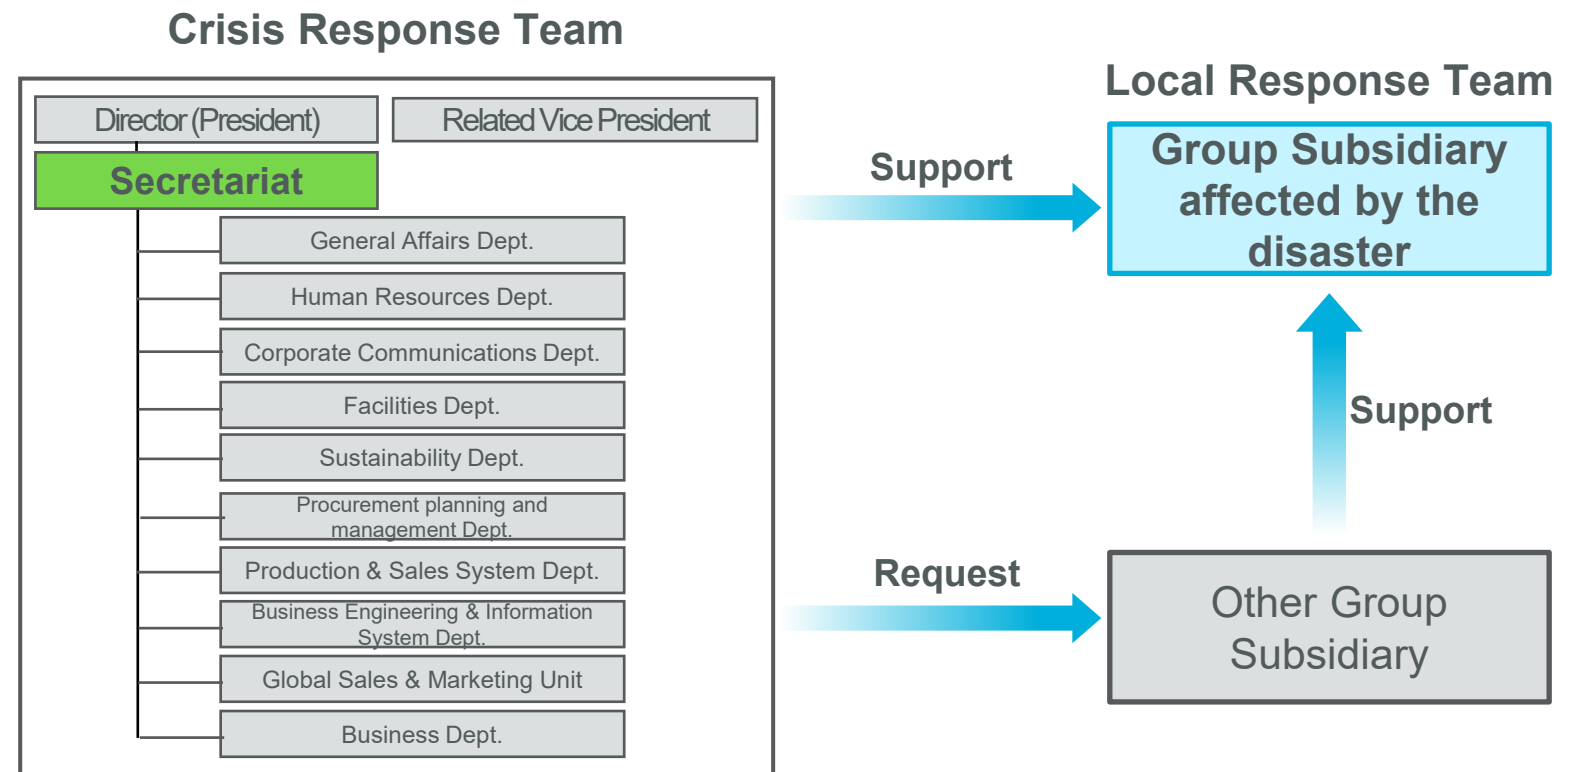 Crisis Response Team
Director (President)
Related Vice President
Secretariat
General Affairs Dept.
Human Resources Dept.
Corporate Communications Dept.
Facilities Dept.
Sustainability Dept.
Procurement planning and
management Dept.
Production & Sales System Dept.
Business Engineering & Information
System Dept.
Global Sales & Marketing Unit
Business Dept.
Support
Request
Local Response Team
Group Subsidiary
affected by the
disaster
Support
Other Group
Subsidiary